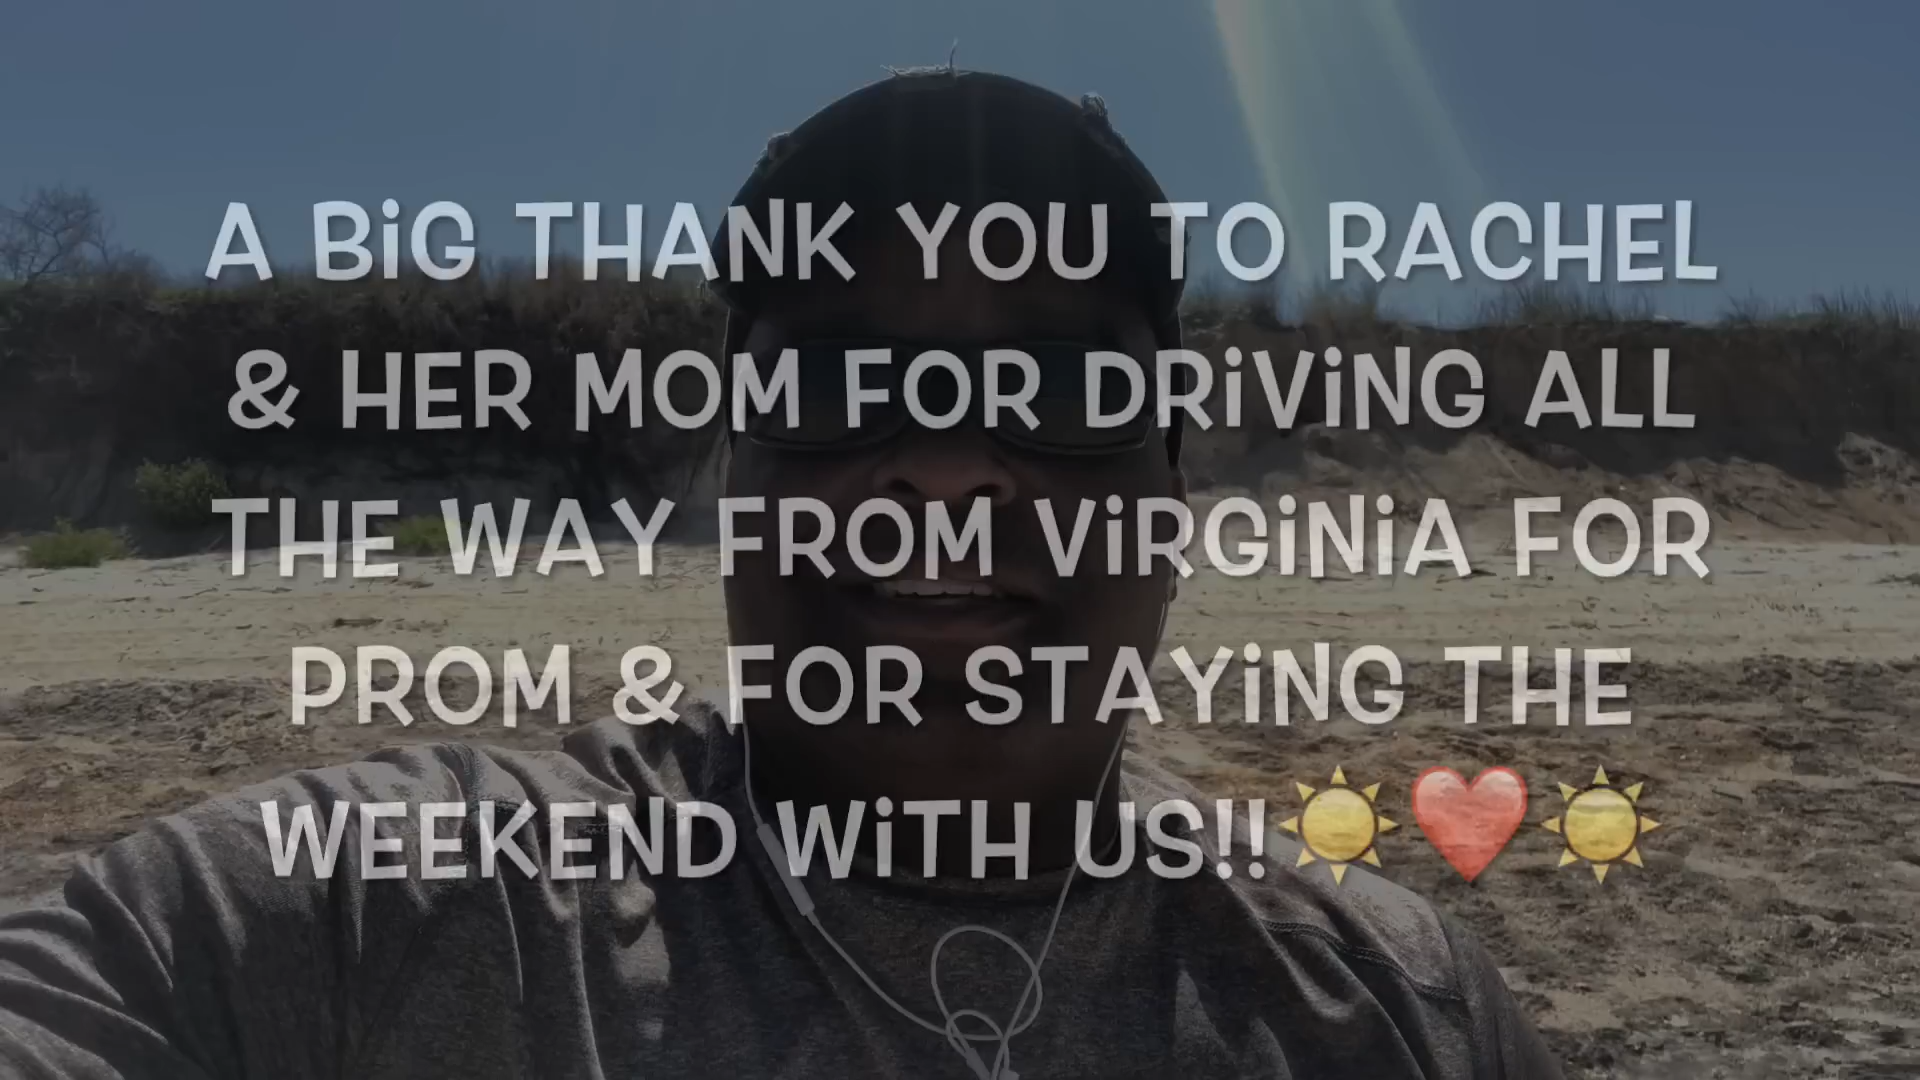 A BiG THANK YOU TO RACHEL
& HER MOM FOR DRiViNG ALL
THE WAY FROM ViRGiNiA FOR
PROM & FOR STAYiNG THE
WEEKEND WiTH US!!☀️❤️☀️